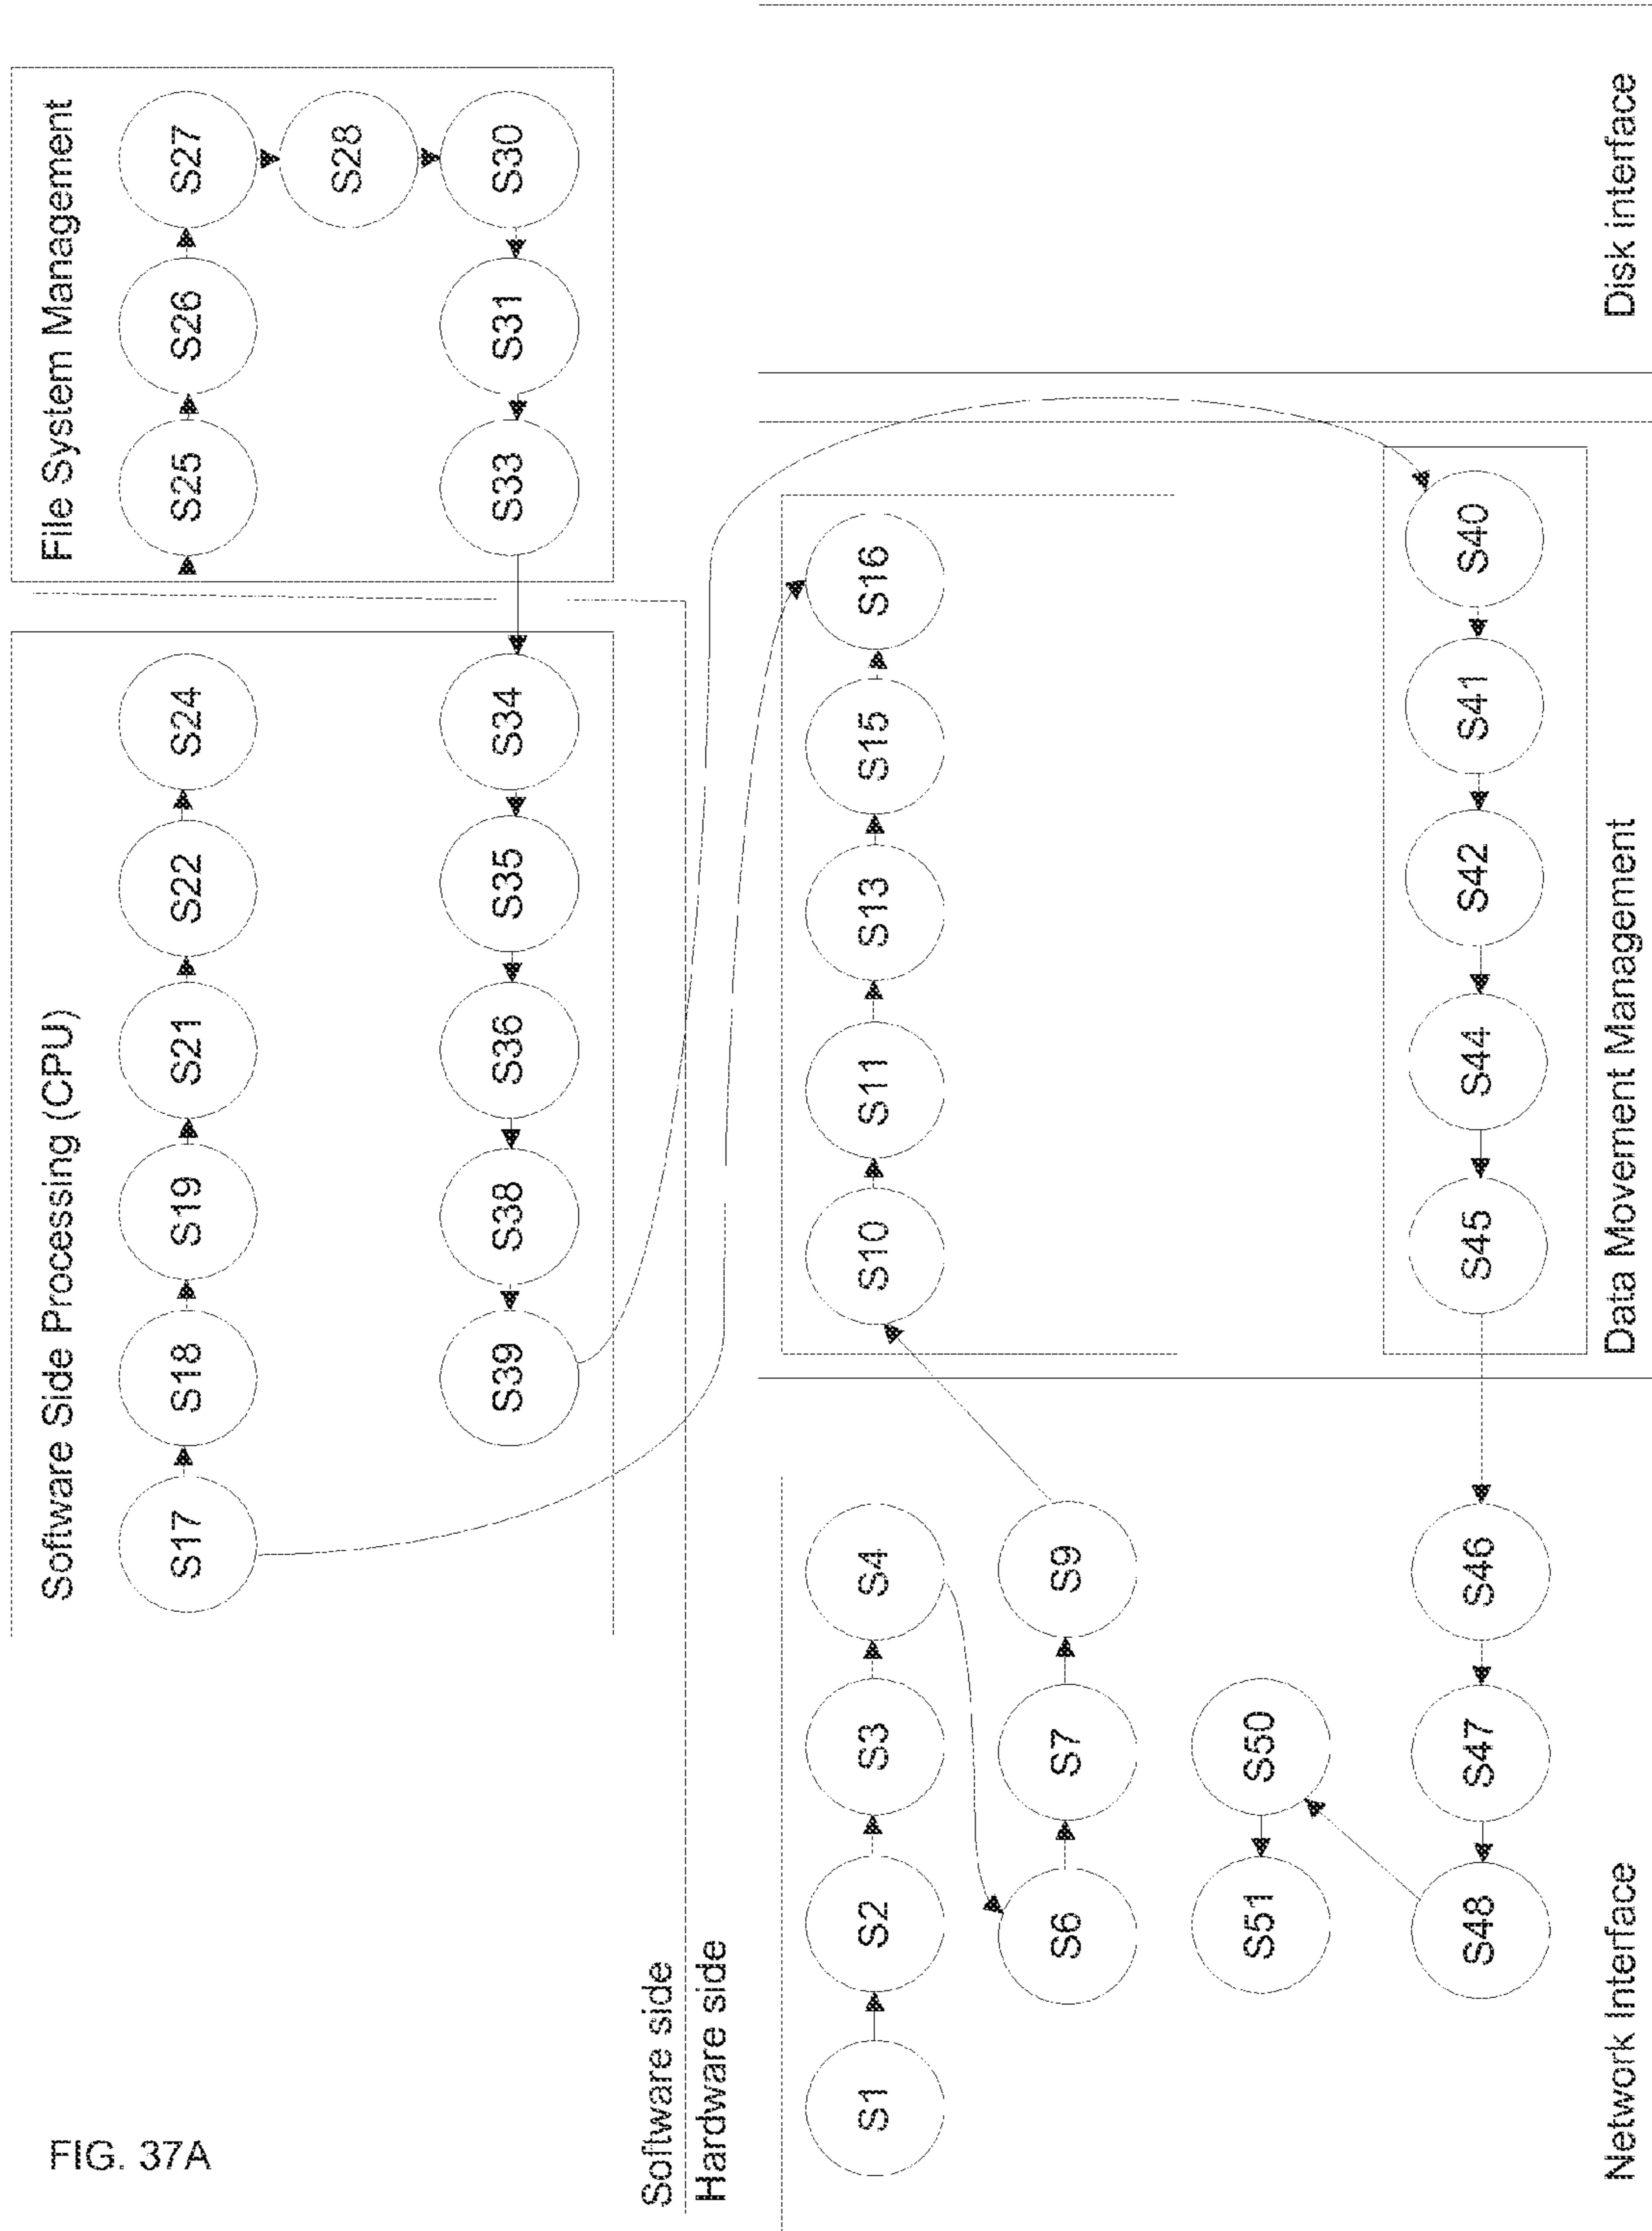 FIG. 37A
Software Side Processing (CPU)
File System Management
S17
S18
S19
S21
S22
S24
S25
S26
S27
S28
S30
S31
S33
S34
S35
S36
S38
S39
Software side
Hardware side
S1
S2
S3
S4
S6
S7
S9
S10
S11
S13
S15
S16
S40
S41
S42
S44
S45
S46
S47
S48
S50
S51
Network Interface
Data Movement Management
Disk interface